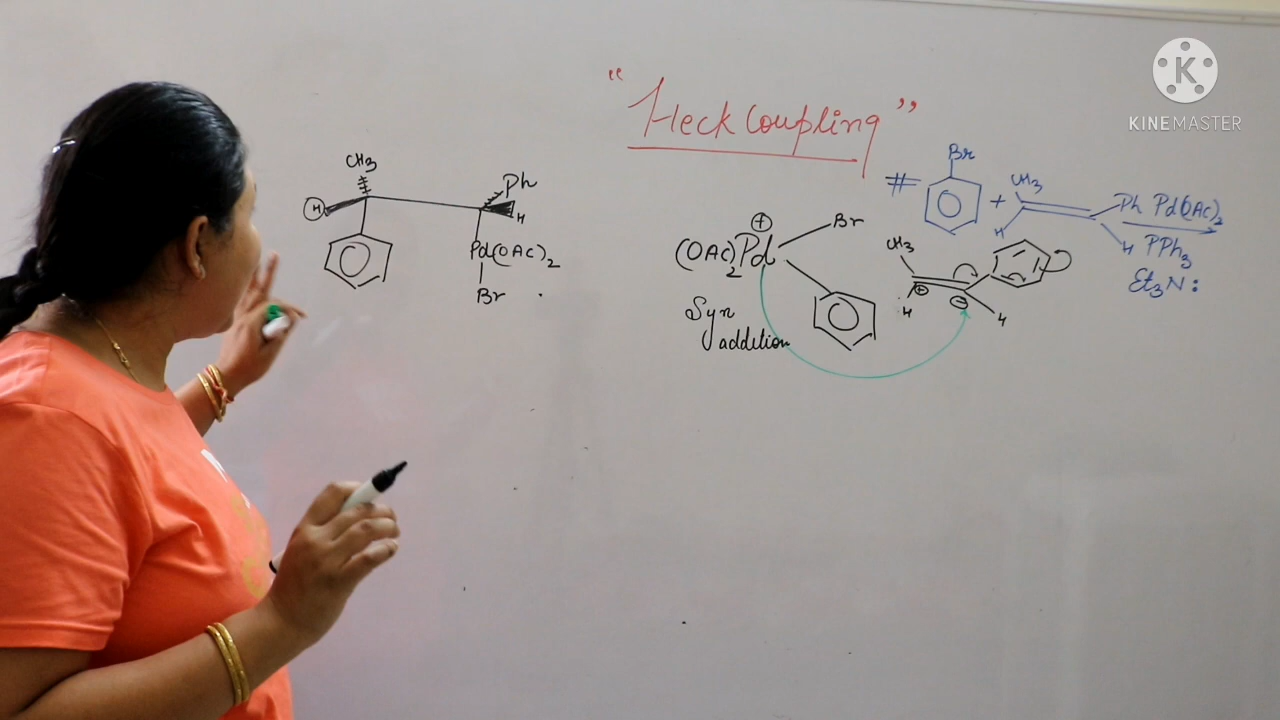 "Heck Coupling"
KINEMASTER
# Br + CH3 H Ph H Pd(OAc)2
PPh3
Et3N:
CH3
H Ph H
Pd(OAc)2
Br
(OAc)2Pd ⊕ Br
CH3 H ⊕ ⊖ H
Syn
addition